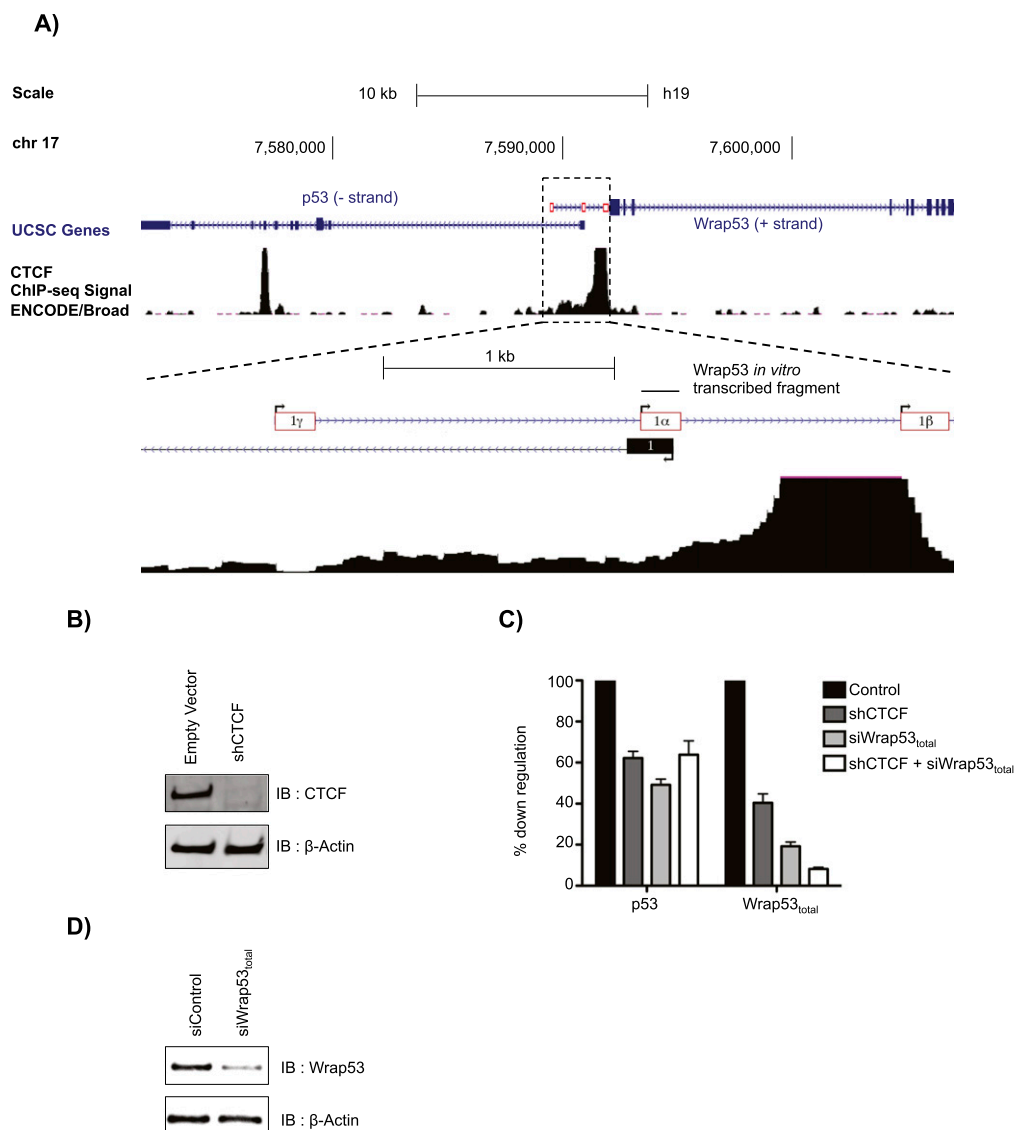 A)
Scale 10 kb h19
chr 17 7,580,000 7,590,000 7,600,000
p53 (- strand)
UCSC Genes Wrap53 (+ strand)
CTCF
ChIP-seq Signal
ENCODE/Broad
1 kb
Wrap53 in vitro
transcribed fragment
1γ 1α 1β
1
B)
Empty Vector
shCTCF
IB : CTCF
IB : β-Actin
C)
% down regulation
100
80
60
40
20
0
p53 Wrap53total
Control
shCTCF
siWrap53total
shCTCF + siWrap53total
D)
siControl
siWrap53total
IB : Wrap53
IB : β-Actin